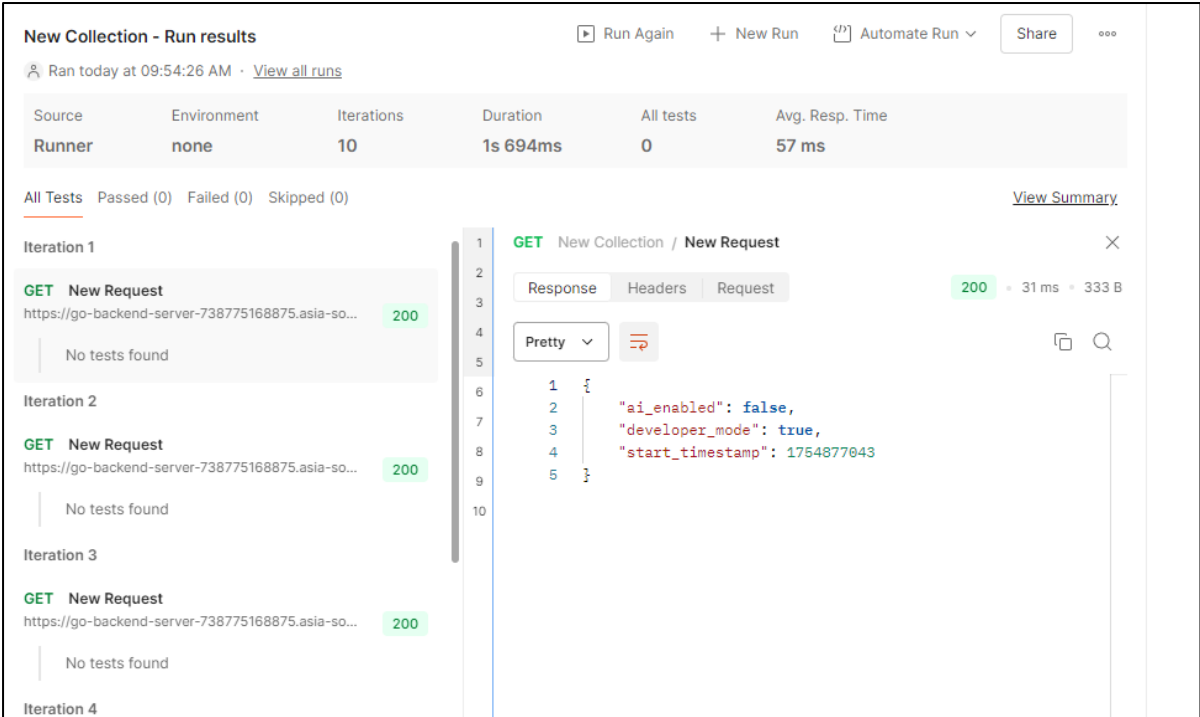 New Collection - Run results
Run Again
New Run
Automate Run
Share
Ran today at 09:54:26 AM · View all runs
Source Environment Iterations Duration All tests Avg. Resp. Time
Runner none 10 1s 694ms 0 57 ms
All Tests Passed (0) Failed (0) Skipped (0)
View Summary
Iteration 1
GET New Request
https://go-backend-server-738775168875.asia-so...
200
No tests found
Iteration 2
GET New Request
https://go-backend-server-738775168875.asia-so...
200
No tests found
Iteration 3
GET New Request
https://go-backend-server-738775168875.asia-so...
200
No tests found
Iteration 4
1
2
3
4
5
6
7
8
9
10
GET New Collection / New Request
Response Headers Request
200 31 ms 333 B
Pretty
1 {
2 "ai_enabled": false,
3 "developer_mode": true,
4 "start_timestamp": 1754877043
5 }